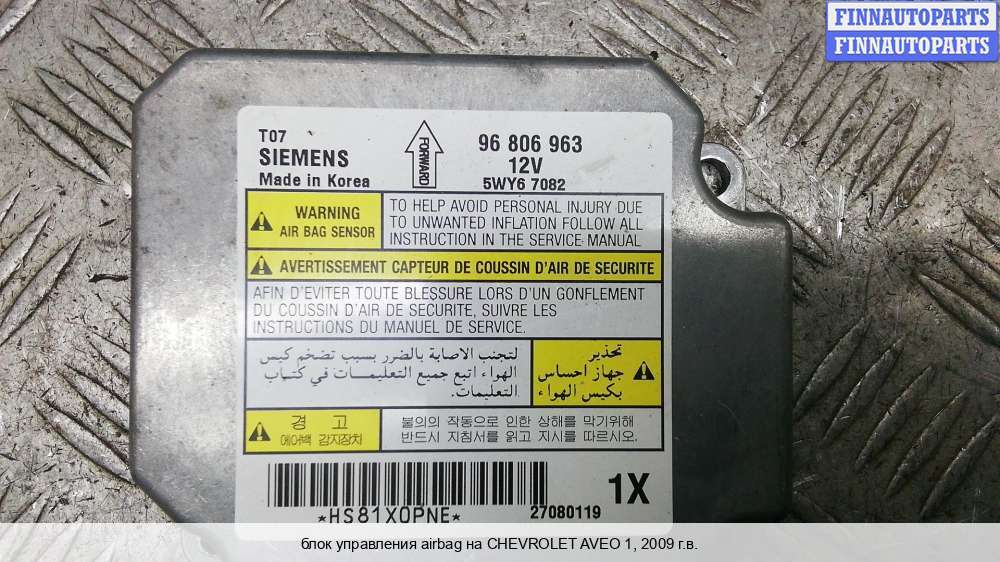 FINNAUTOPARTS
FINNAUTOPARTS
T07
SIEMENS
Made in Korea
FORWARD
96 806 963
12V
5WY6 7082
WARNING
AIR BAG SENSOR
TO HELP AVOID PERSONAL INJURY DUE
TO UNWANTED INFLATION FOLLOW ALL
INSTRUCTION IN THE SERVICE MANUAL
AVERTISSEMENT CAPTEUR DE COUSSIN D'AIR DE SECURITE
AFIN D'EVITER TOUTE BLESSURE LORS D'UN GONFLEMENT
DU COUSSIN D'AIR DE SECURITE, SUIVRE LES
INSTRUCTIONS DU MANUEL DE SERVICE.
تحذير
جهاز احساس
بكيس الهواء
لتجنب الاصابة بالضرر بسبب تضخم كيس
الهواء اتبع جميع التعليمات في كتاب
التعليمات.
경 고
에어백 감지장치
불의의 작동으로 인한 상해를 막기위해
반드시 지침서를 읽고 지시를 따르시오.
*HS81X0PNE*
1X
27080119
блок управления airbag на CHEVROLET AVEO 1, 2009 г.в.